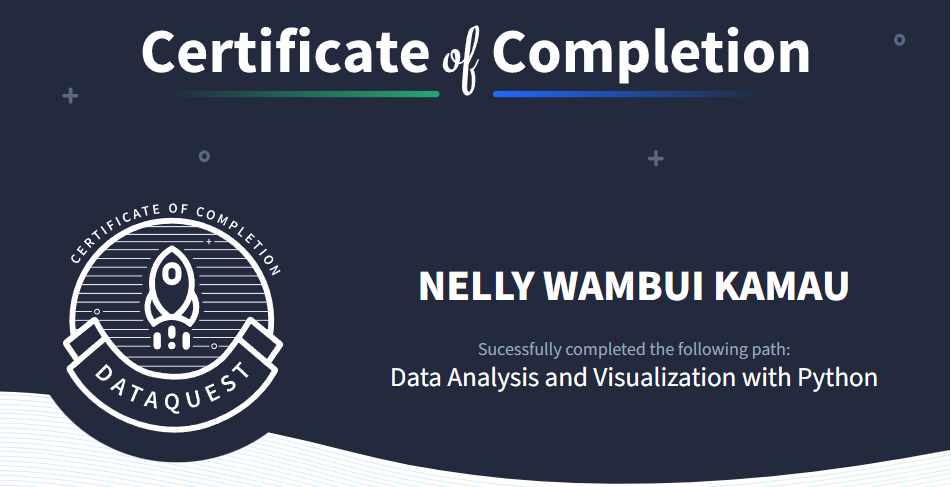 Certificate of Completion
CERTIFICATE OF COMPLETION
DATAQUEST
NELLY WAMBUI KAMAU
Sucessfully completed the following path:
Data Analysis and Visualization with Python